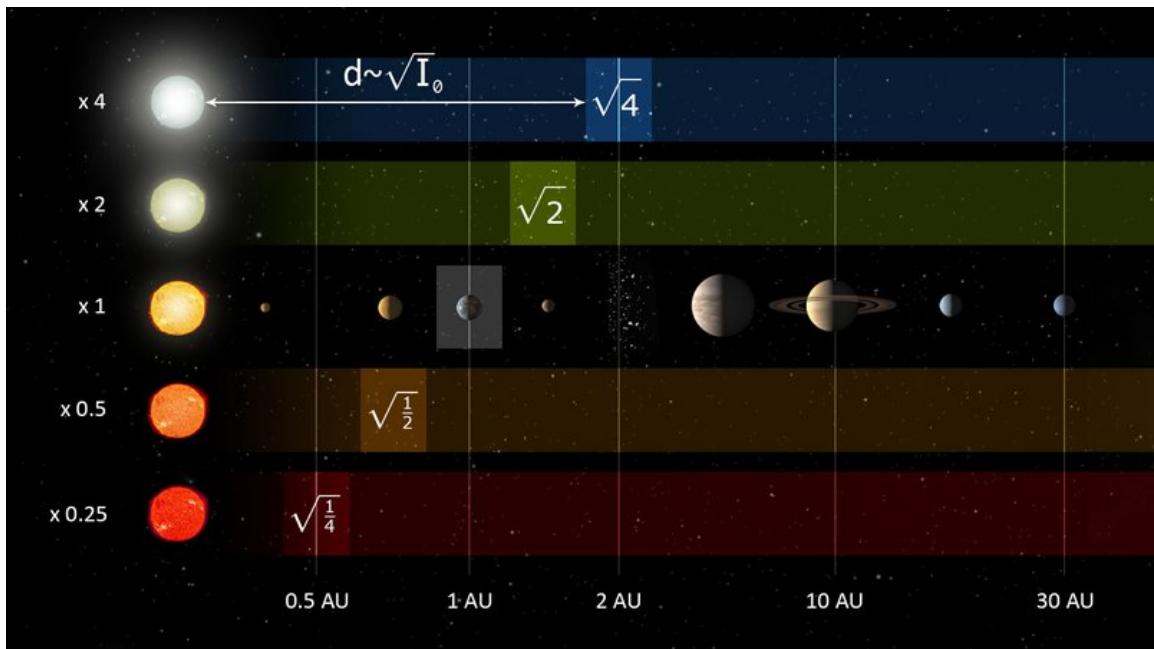 d~√I₀
x 4
√4
x 2
√2
x 1
x 0.5
√½
x 0.25
√¼
0.5 AU
1 AU
2 AU
10 AU
30 AU